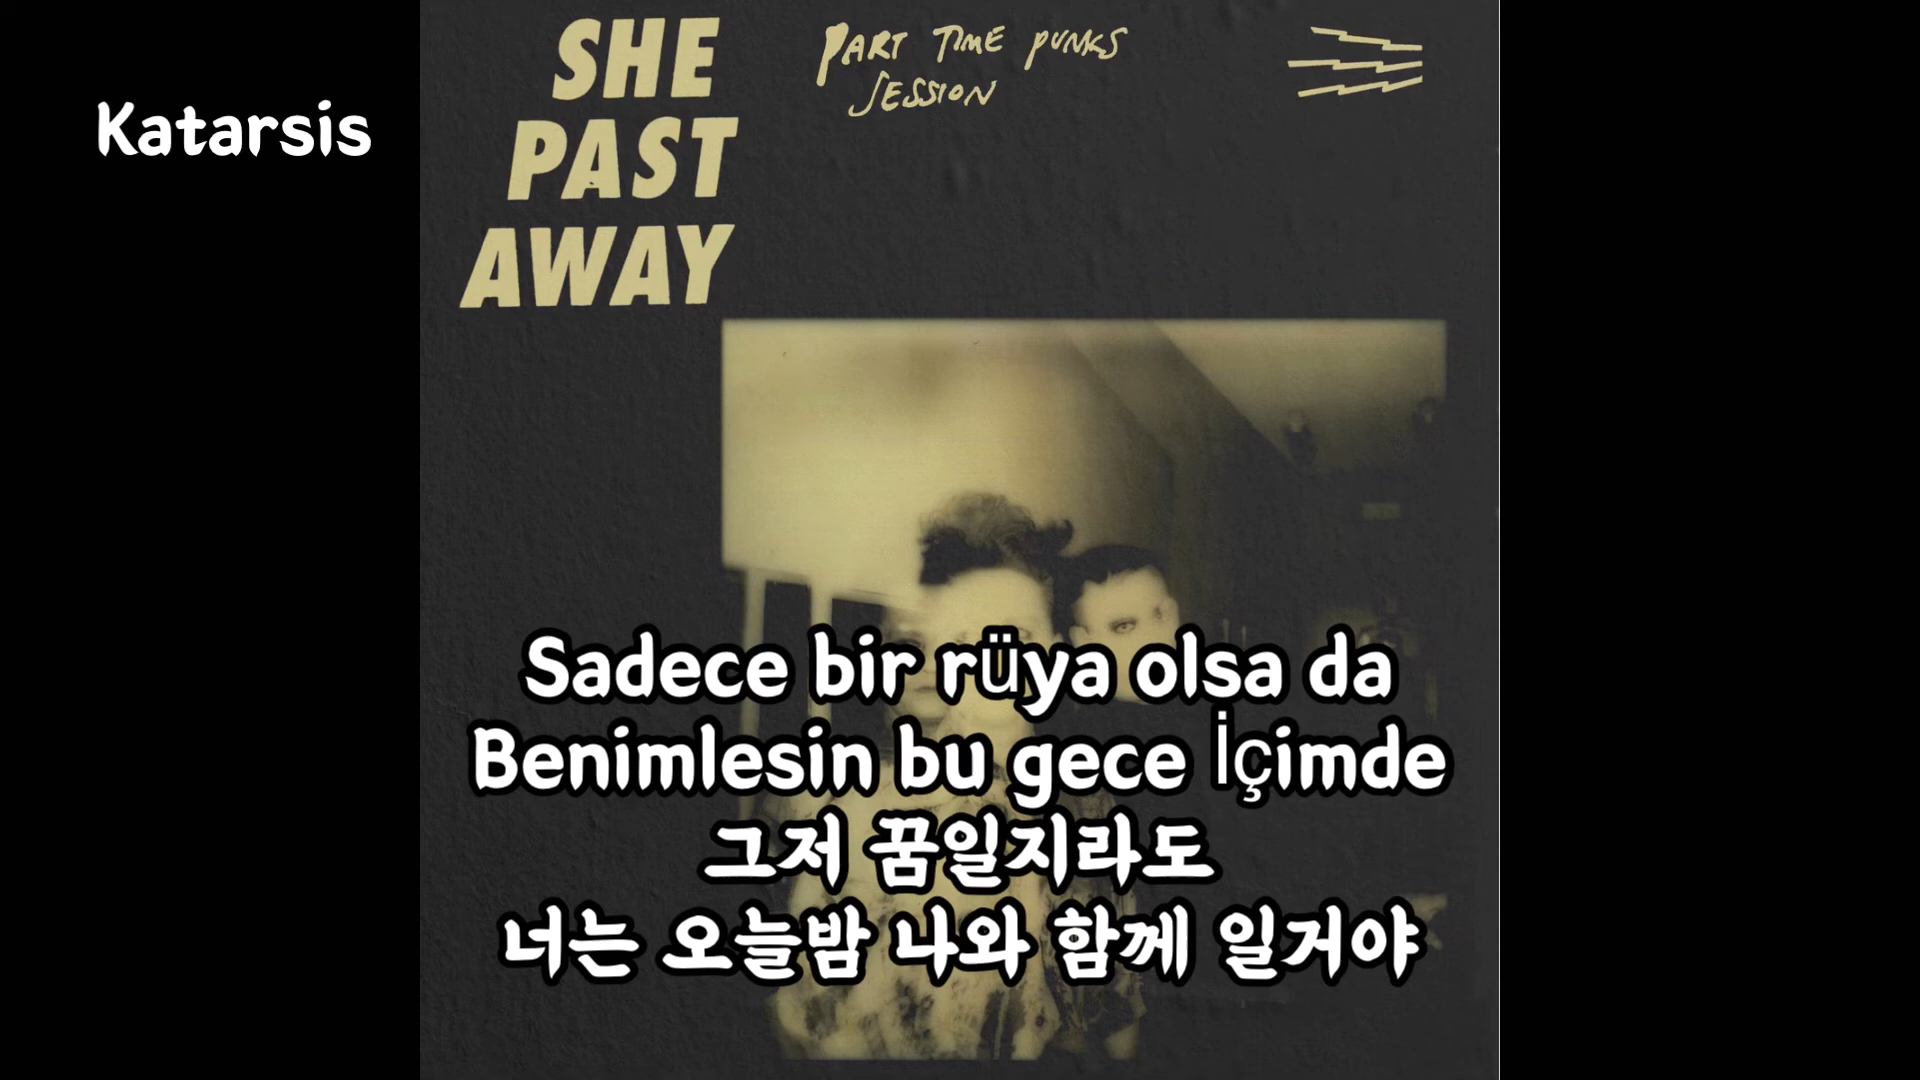 Katarsis
SHE
PAST
AWAY
PART TIME PUNKS
SESSION
Sadece bir rüya olsa da
Benimlesin bu gece İçimde
그저 꿈일지라도
너는 오늘밤 나와 함께 일거야